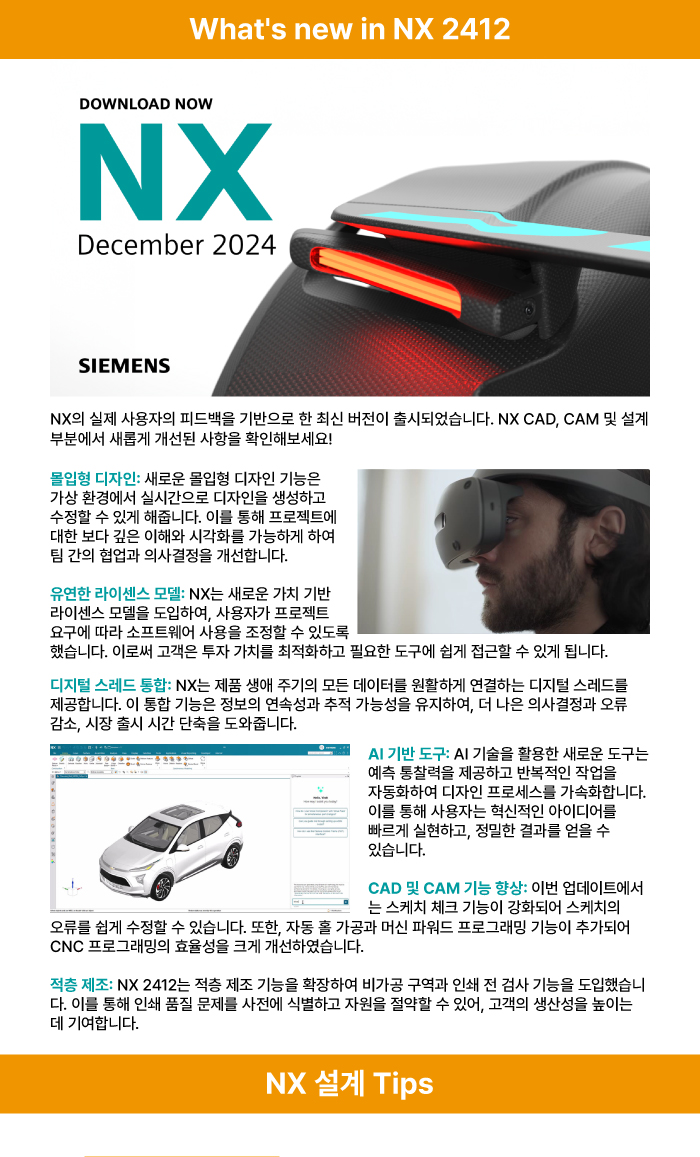 What's new in NX 2412
DOWNLOAD NOW
NX
December 2024
SIEMENS
NX의 실제 사용자의 피드백을 기반으로 한 최신 버전이 출시되었습니다. NX CAD, CAM 및 설계
부분에서 새롭게 개선된 사항을 확인해보세요!
몰입형 디자인: 새로운 몰입형 디자인 기능은
가상 환경에서 실시간으로 디자인을 생성하고
수정할 수 있게 해줍니다. 이를 통해 프로젝트에
대한 보다 깊은 이해와 시각화를 가능하게 하여
팀 간의 협업과 의사결정을 개선합니다.
유연한 라이센스 모델: NX는 새로운 가치 기반
라이센스 모델을 도입하여, 사용자가 프로젝트
요구에 따라 소프트웨어 사용을 조정할 수 있도록
했습니다. 이로써 고객은 투자 가치를 최적화하고 필요한 도구에 쉽게 접근할 수 있게 됩니다.
디지털 스레드 통합: NX는 제품 생애 주기의 모든 데이터를 원활하게 연결하는 디지털 스레드를
제공합니다. 이 통합 기능은 정보의 연속성과 추적 가능성을 유지하여, 더 나은 의사결정과 오류
감소, 시장 출시 시간 단축을 도와줍니다.
AI 기반 도구: AI 기술을 활용한 새로운 도구는
예측 통찰력을 제공하고 반복적인 작업을
자동화하여 디자인 프로세스를 가속화합니다.
이를 통해 사용자는 혁신적인 아이디어를
빠르게 실현하고, 정밀한 결과를 얻을 수
있습니다.
CAD 및 CAM 기능 향상: 이번 업데이트에서
는 스케치 체크 기능이 강화되어 스케치의
오류를 쉽게 수정할 수 있습니다. 또한, 자동 홀 가공과 머신 파워드 프로그래밍 기능이 추가되어
CNC 프로그래밍의 효율성을 크게 개선하였습니다.
적층 제조: NX 2412는 적층 제조 기능을 확장하여 비가공 구역과 인쇄 전 검사 기능을 도입했습니
다. 이를 통해 인쇄 품질 문제를 사전에 식별하고 자원을 절약할 수 있어, 고객의 생산성을 높이는
데 기여합니다.
NX 설계 Tips